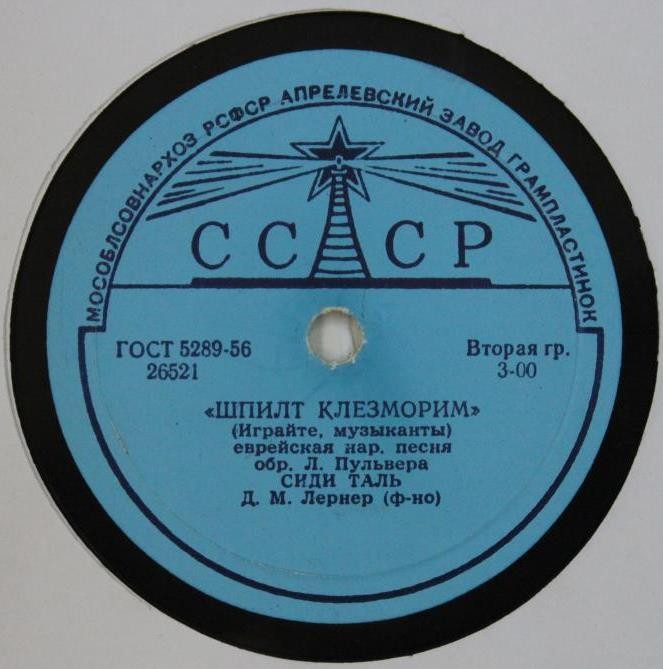 МОСОБЛСОВНАРХОЗ РСФСР АПРЕЛЕВСКИЙ ЗАВОД ГРАМПЛАСТИНОК
СССР
ГОСТ 5289-56
26521
Вторая гр.
3-00
«ШПИЛТ КЛЕЗМОРИМ»
(Играйте, музыканты)
еврейская нар. песня
обр. Л. Пульвера
СИДИ ТАЛЬ
Д. М. Лернер (ф-но)